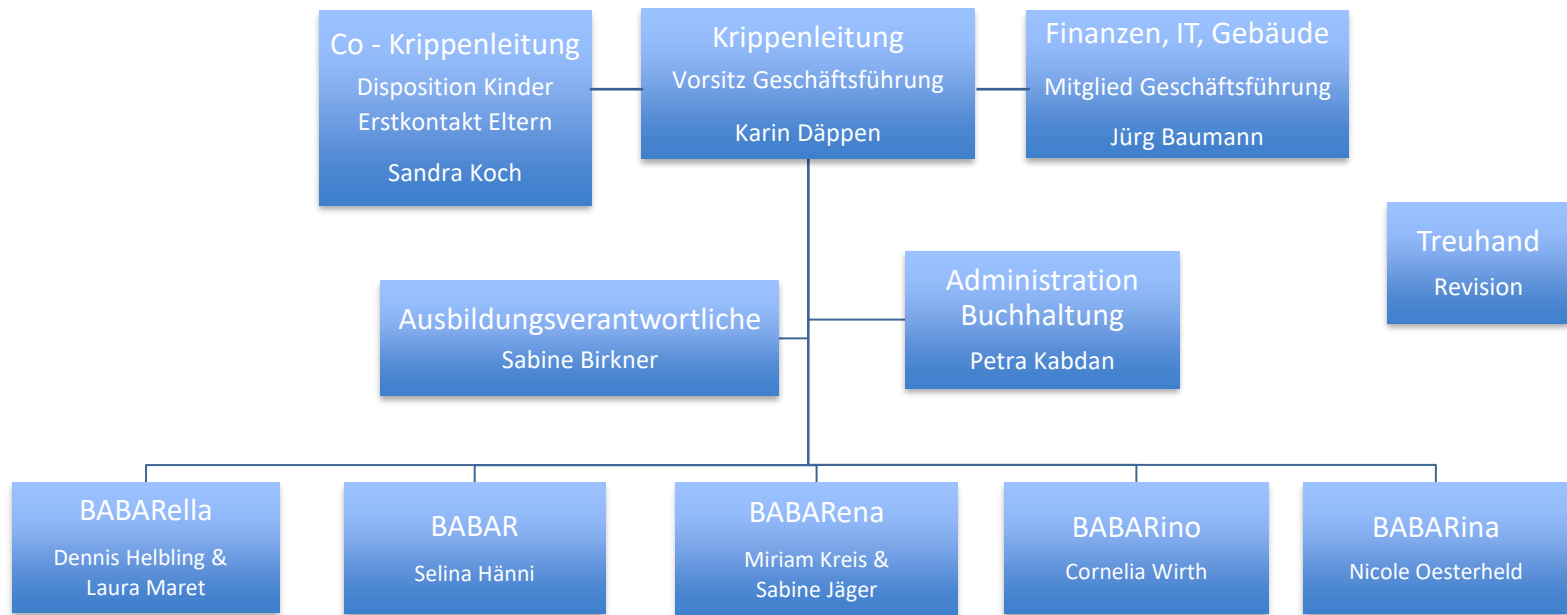 Co - Krippenleitung
Disposition Kinder
Erstkontakt Eltern
Sandra Koch
Krippenleitung
Vorsitz Geschäftsführung
Karin Däppen
Finanzen, IT, Gebäude
Mitglied Geschäftsführung
Jürg Baumann
Treuhand
Revision
Ausbildungsverantwortliche
Sabine Birkner
Administration
Buchhaltung
Petra Kabdan
BABARella
Dennis Helbling &
Laura Maret
BABAR
Selina Hänni
BABARena
Miriam Kreis &
Sabine Jäger
BABARino
Cornelia Wirth
BABARina
Nicole Oesterheld